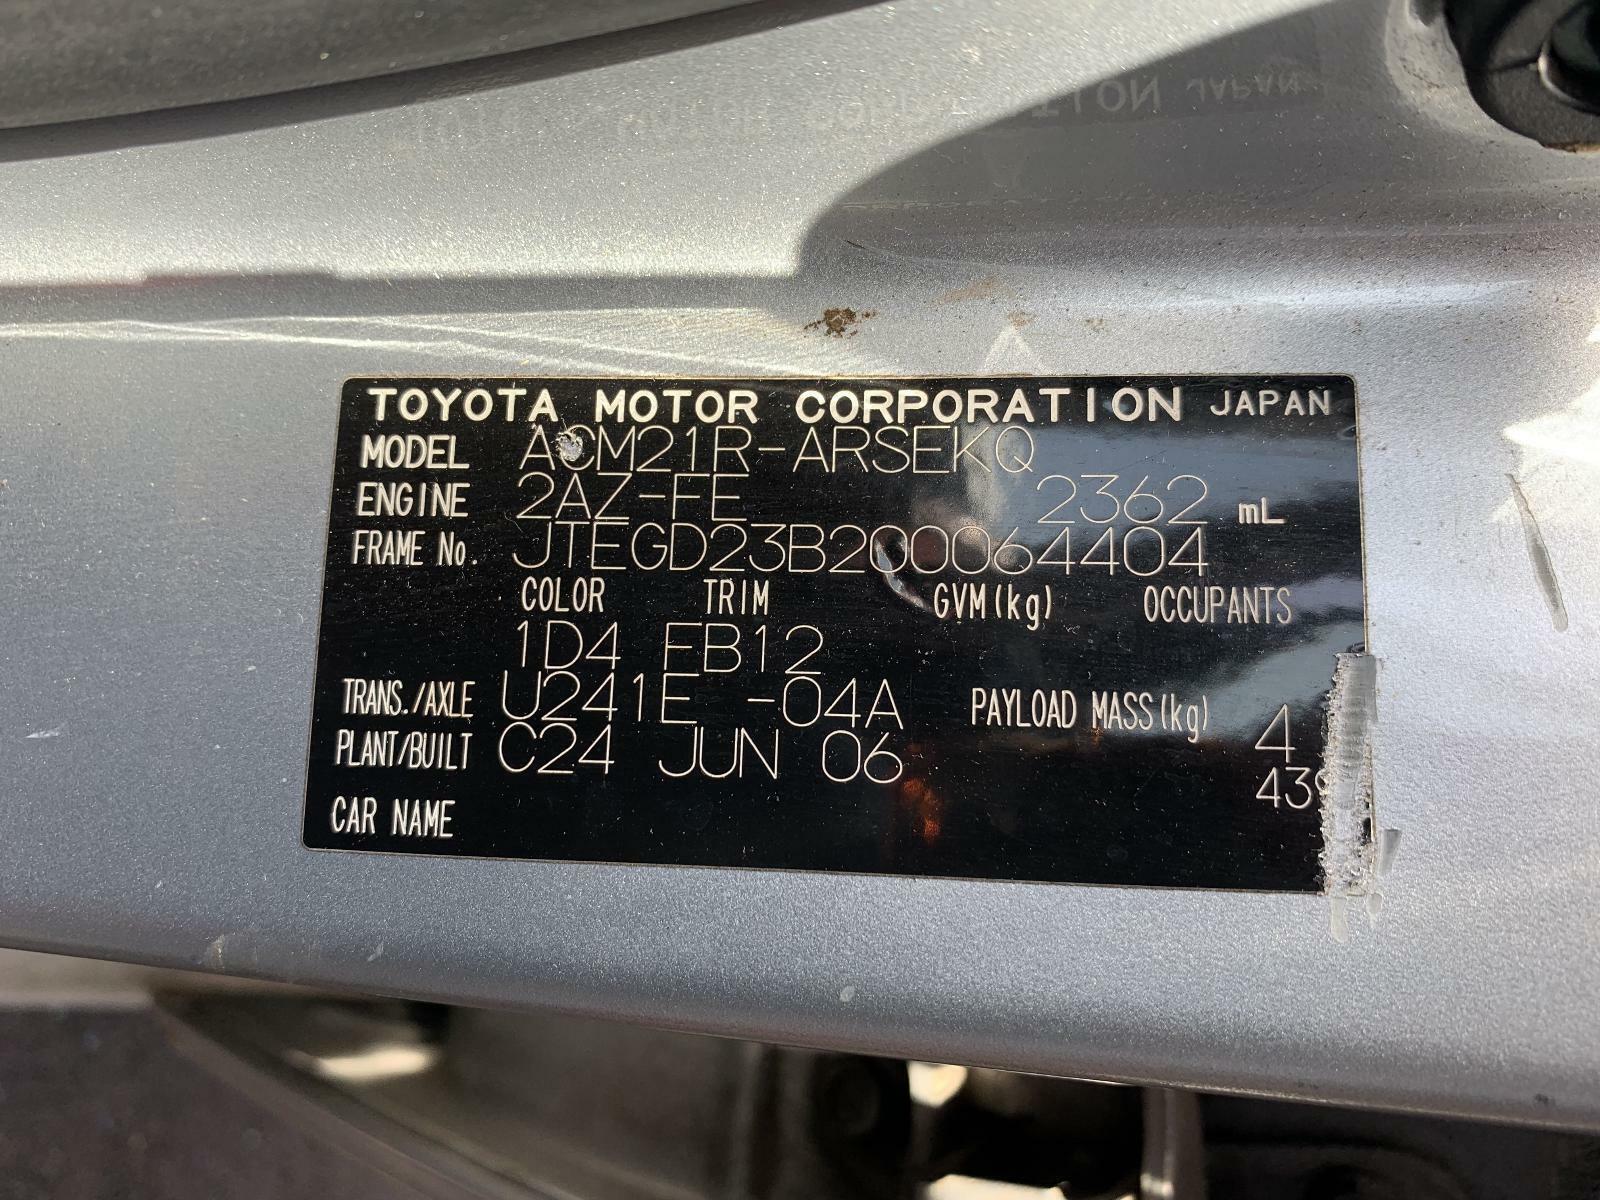 TOYOTA MOTOR CORPORATION JAPAN
MODEL ACM21R-ARSEKQ
ENGINE 2AZ-FE 2362 mL
FRAME No. JTEGD23B200064404
COLOR TRIM GVM(kg) OCCUPANTS
1D4 FB12
TRANS./AXLE U241E -04A PAYLOAD MASS(kg) 4
PLANT/BUILT C24 JUN 06
CAR NAME